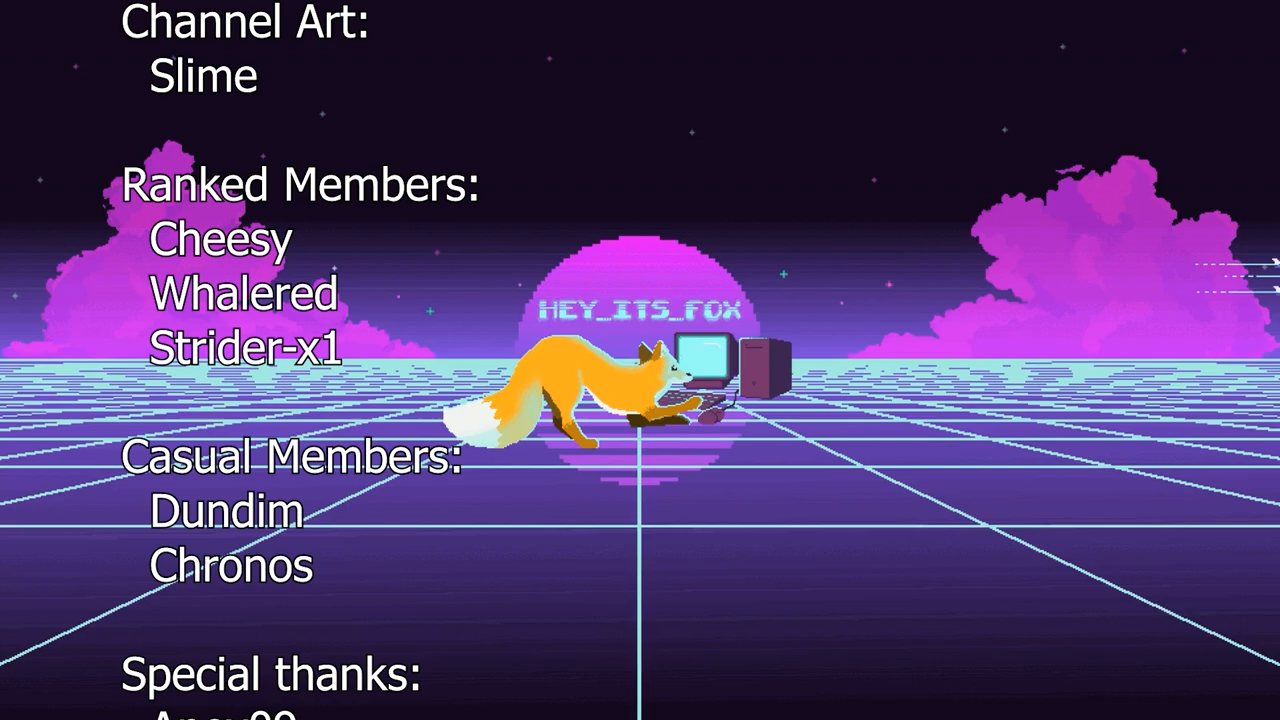 Channel Art:
Slime
Ranked Members:
Cheesy
Whalered
HEY_ITS_FOX
Strider-x1
Casual Members:
Dundim
Chronos
Special thanks: